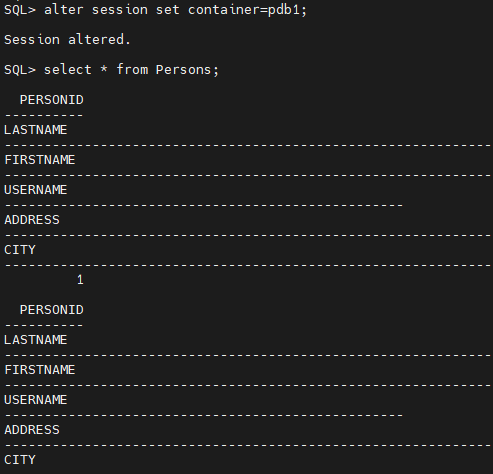 SQL> alter session set container=pdb1;
Session altered.
SQL> select * from Persons;
  PERSONID
----------
LASTNAME
-------------------------------------------------------------
FIRSTNAME
-------------------------------------------------------------
USERNAME
--------------------------------------------------
ADDRESS
-------------------------------------------------------------
CITY
-------------------------------------------------------------
         1
  PERSONID
----------
LASTNAME
-------------------------------------------------------------
FIRSTNAME
-------------------------------------------------------------
USERNAME
--------------------------------------------------
ADDRESS
-------------------------------------------------------------
CITY